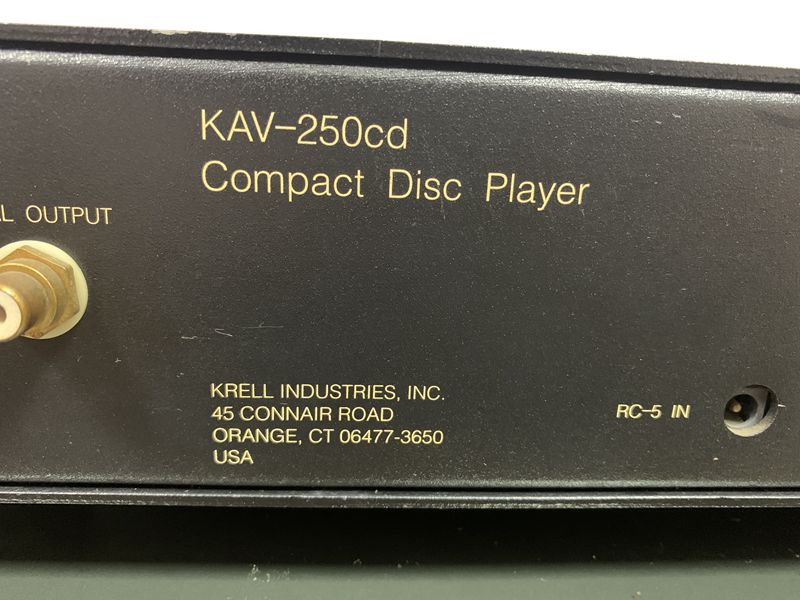 KAV-250cd
Compact Disc Player
OUTPUT
KRELL INDUSTRIES, INC.
45 CONNAIR ROAD
ORANGE, CT 06477-3650
USA
RC-5 IN